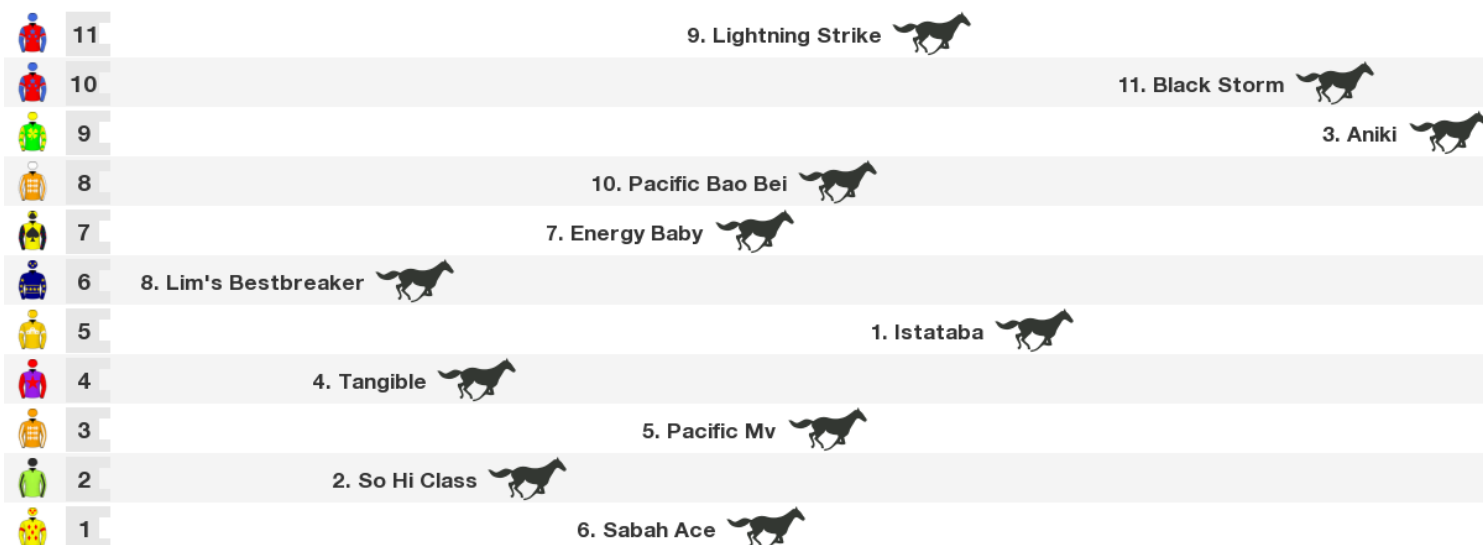 11 9. Lightning Strike
10 11. Black Storm
9 3. Aniki
8 10. Pacific Bao Bei
7 7. Energy Baby
6 8. Lim's Bestbreaker
5 1. Istataba
4 4. Tangible
3 5. Pacific Mv
2 2. So Hi Class
1 6. Sabah Ace